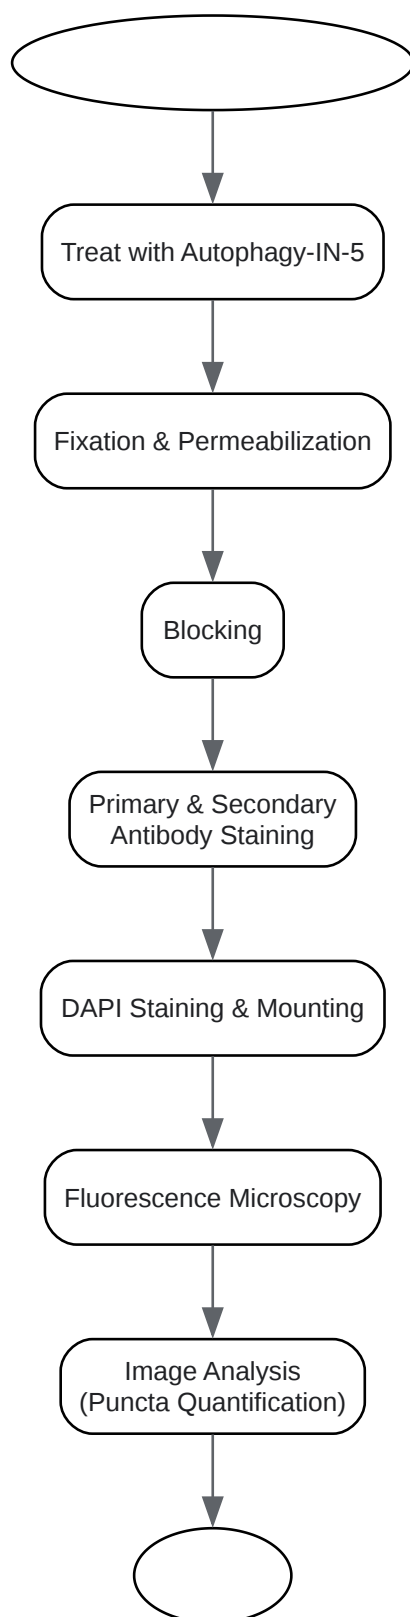 Treat with Autophagy-IN-5
Fixation & Permeabilization
Blocking
Primary & Secondary
Antibody Staining
DAPI Staining & Mounting
Fluorescence Microscopy
Image Analysis
(Puncta Quantification)